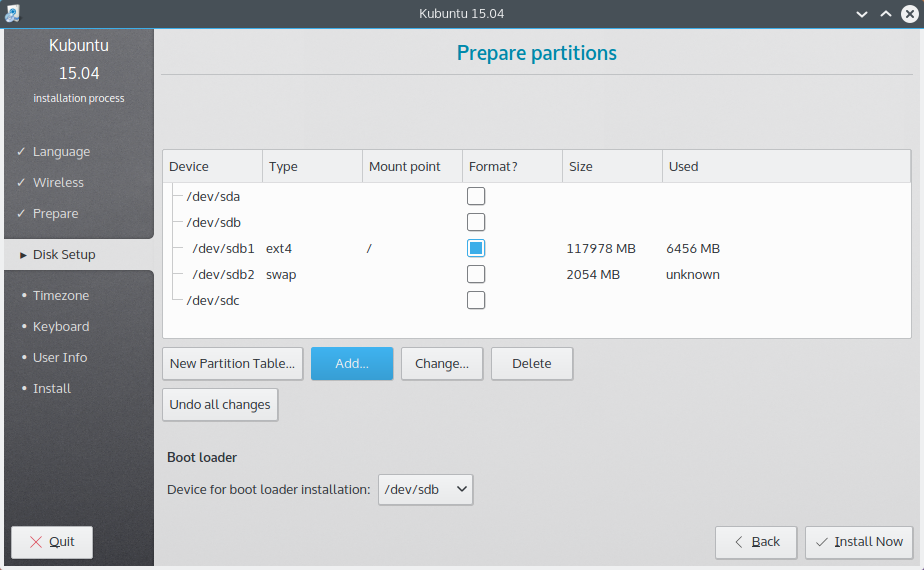 Kubuntu 15.04
Kubuntu
15.04
installation process
✓ Language
✓ Wireless
✓ Prepare
▸ Disk Setup
• Timezone
• Keyboard
• User Info
• Install
Quit
Prepare partitions
Device Type Mount point Format? Size Used
/dev/sda
/dev/sdb
/dev/sdb1 ext4 / 117978 MB 6456 MB
/dev/sdb2 swap 2054 MB unknown
/dev/sdc
New Partition Table... Add... Change... Delete
Undo all changes
Boot loader
Device for boot loader installation: /dev/sdb
Back Install Now